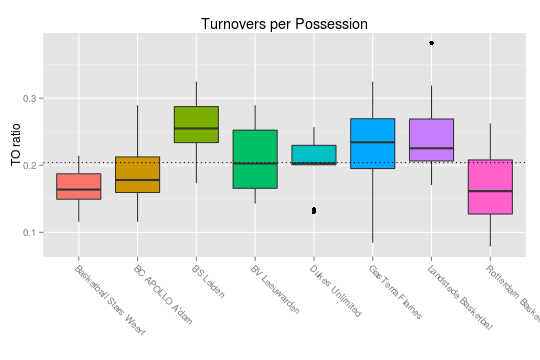 Turnovers per Possession
TO ratio
0.3
0.2
0.1
Basketball Stars Weert
BC APOLLO A'dam
BS Leiden
BV Leeuwarden
Dukes Unlimited
GasTerra Flames
Landstede Basketbal
Rotterdam Basket